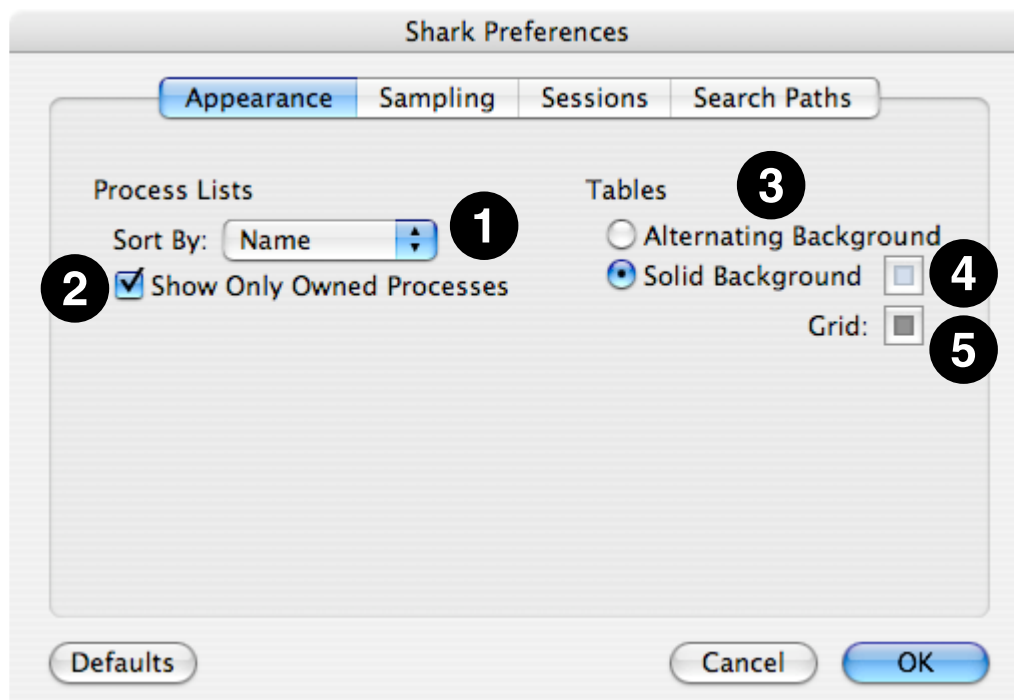 Shark Preferences
Appearance Sampling Sessions Search Paths
Process Lists
Sort By: Name 1
2 Show Only Owned Processes
Tables 3
Alternating Background
Solid Background 4
Grid: 5
Defaults Cancel OK